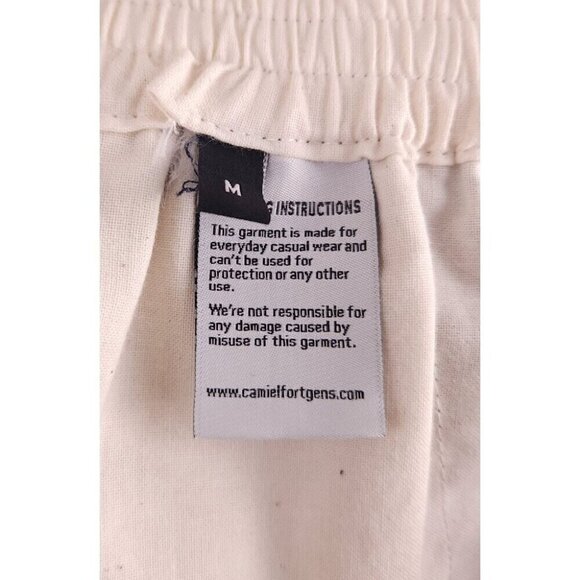 M
INSTRUCTIONS
This garment is made for
everyday casual wear and
can't be used for
protection or any other
use.
We're not responsible for
any damage caused by
misuse of this garment.
www.camielfortgens.com